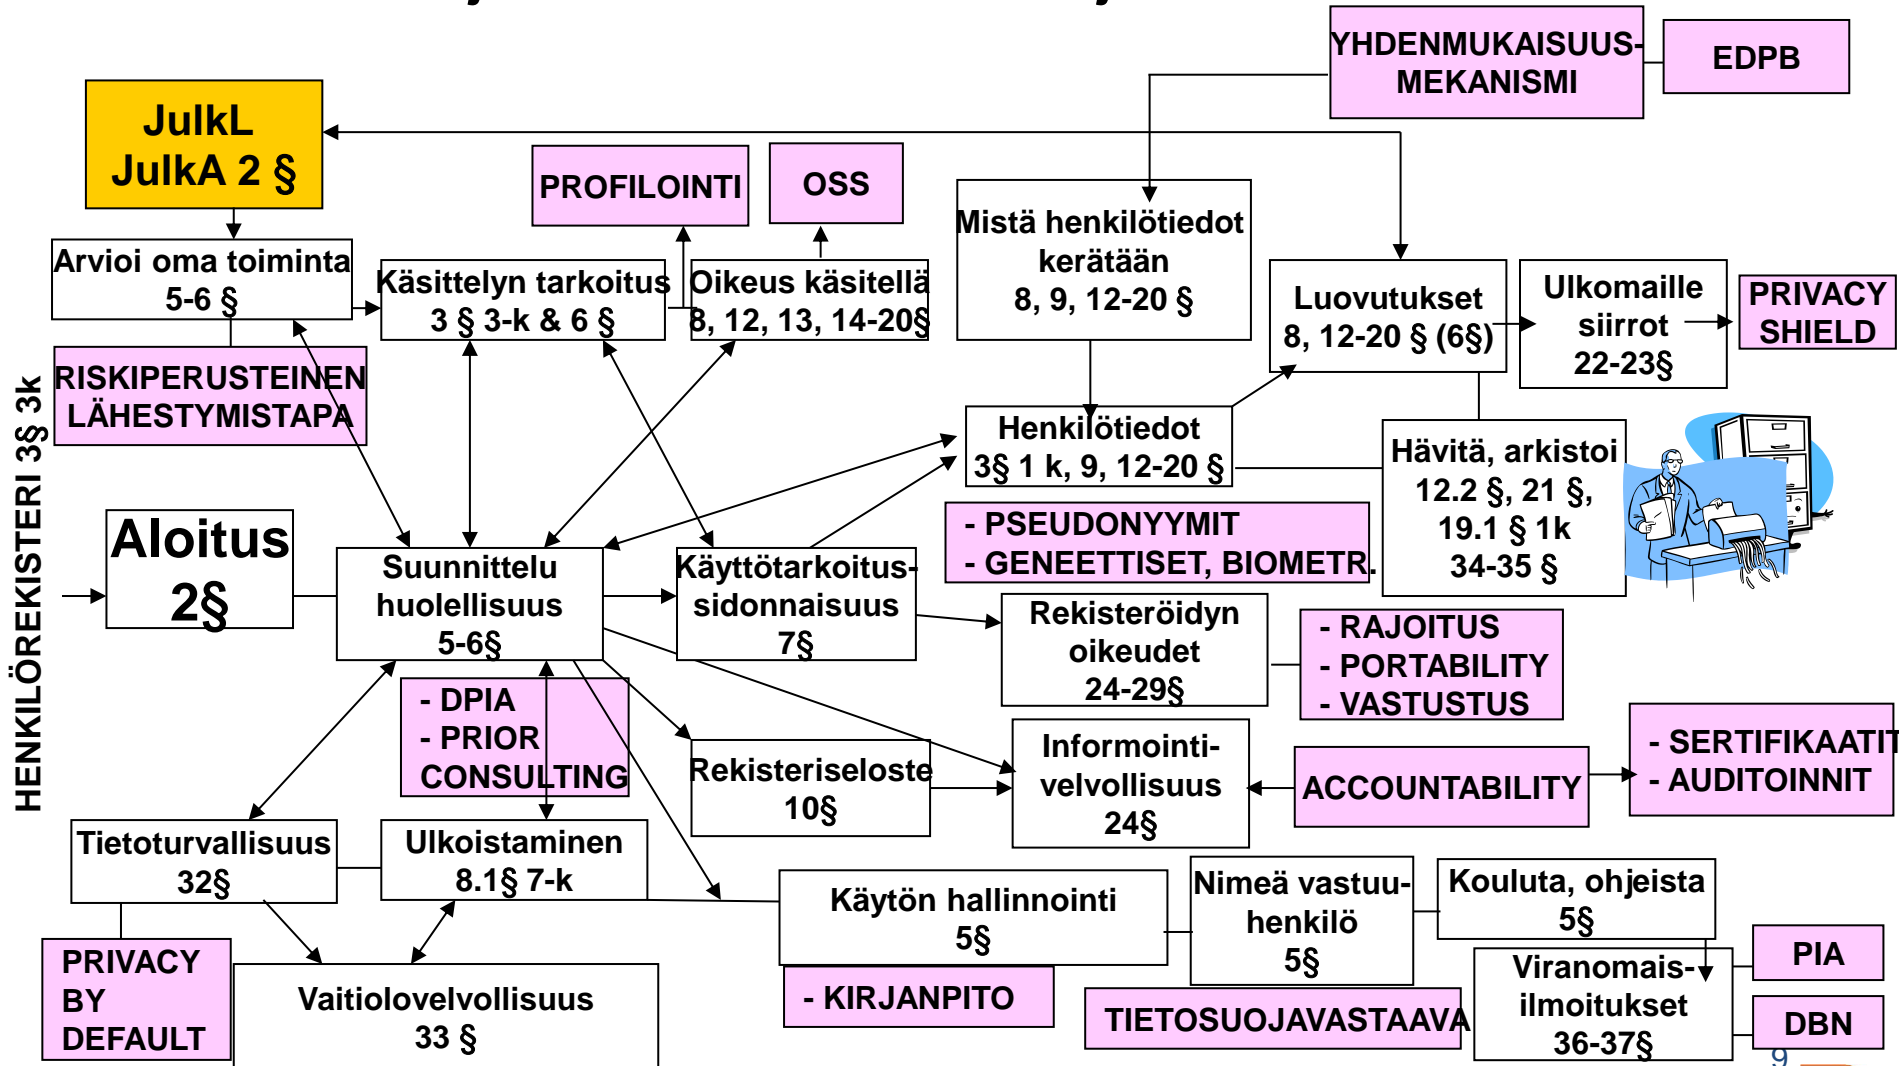 YHDENMUKAISUUS-
MEKANISMI
EDPB
JulkL
JulkA 2 §
PROFILOINTI
OSS
Mistä henkilötiedot
kerätään
8, 9, 12-20 §
Arvioi oma toiminta
5-6 §
Käsittelyn tarkoitus
3 § 3-k & 6 §
Oikeus käsitellä
8, 12, 13, 14-20§
Luovutukset
8, 12-20 § (6§)
Ulkomaille
siirrot
22-23§
PRIVACY
SHIELD
RISKIPERUSTEINEN
LÄHESTYMISTAPA
HENKILÖREKISTERI 3§ 3k
Henkilötiedot
3§ 1 k, 9, 12-20 §
Hävitä, arkistoi
12.2 §, 21 §,
19.1 § 1k
34-35 §
- PSEUDONYYMIT
- GENEETTISET, BIOMETR.
Aloitus
2§
Suunnittelu
huolellisuus
5-6§
Käyttötarkoitus-
sidonnaisuus
7§
Rekisteröidyn
oikeudet
24-29§
- RAJOITUS
- PORTABILITY
- VASTUSTUS
- DPIA
- PRIOR
CONSULTING
Rekisteriseloste
10§
Informointi-
velvollisuus
24§
ACCOUNTABILITY
- SERTIFIKAATIT
- AUDITOINNIT
Tietoturvallisuus
32§
Ulkoistaminen
8.1§ 7-k
Käytön hallinnointi
5§
Nimeä vastuu-
henkilö
5§
Kouluta, ohjeista
5§
PRIVACY
BY
DEFAULT
Vaitiolovelvollisuus
33 §
- KIRJANPITO
TIETOSUOJAVASTAAVA
Viranomais-
ilmoitukset
36-37§
PIA
DBN
9